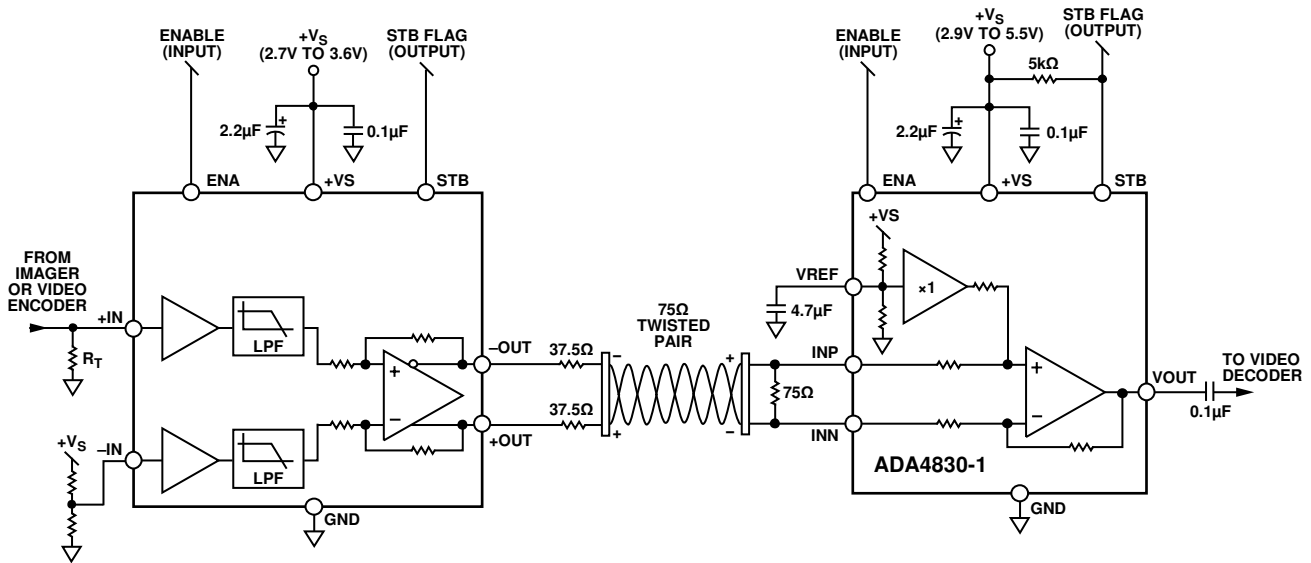 ENABLE
(INPUT)
+VS
(2.7V TO 3.6V)
STB FLAG
(OUTPUT)
2.2µF
+
0.1µF
ENA
+VS
STB
FROM
IMAGER
OR VIDEO
ENCODER
+IN
RT
LPF
+
–
–OUT
+OUT
+VS
–IN
LPF
GND
37.5Ω
37.5Ω
75Ω
TWISTED
PAIR
–
+
+
–
75Ω
ENABLE
(INPUT)
+VS
(2.9V TO 5.5V)
STB FLAG
(OUTPUT)
5kΩ
2.2µF
+
0.1µF
ENA
+VS
STB
+VS
VREF
4.7µF
×1
INP
INN
+
–
VOUT
0.1µF
TO VIDEO
DECODER
ADA4830-1
GND